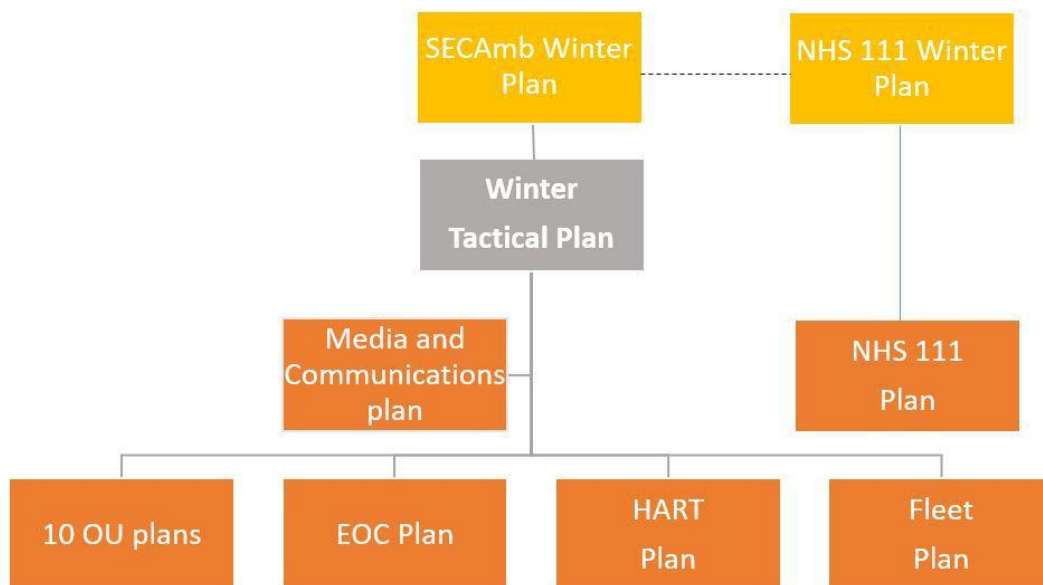 SECAmb Winter
Plan
NHS 111 Winter
Plan
Winter
Tactical Plan
Media and
Communications
plan
NHS 111
Plan
10 OU plans
EOC Plan
HART
Plan
Fleet
Plan